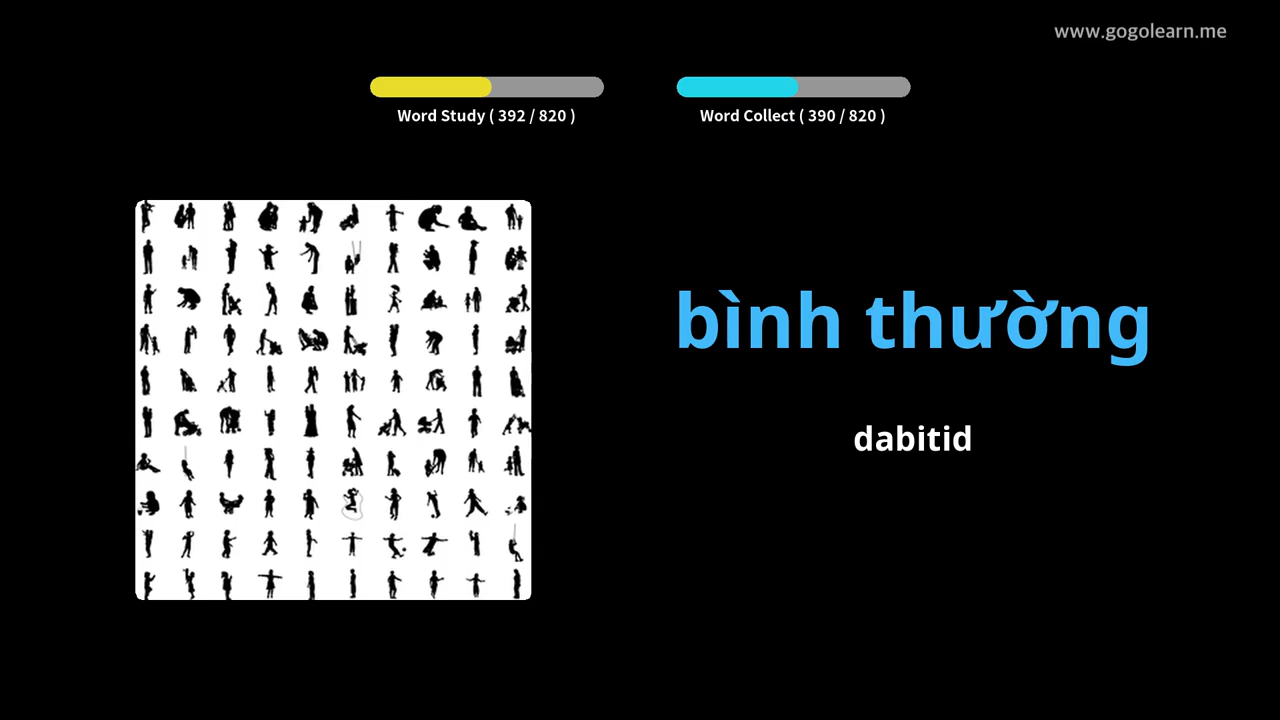 www.gogolearn.me
Word Study ( 392 / 820 )
Word Collect ( 390 / 820 )
bình thường
dabitid